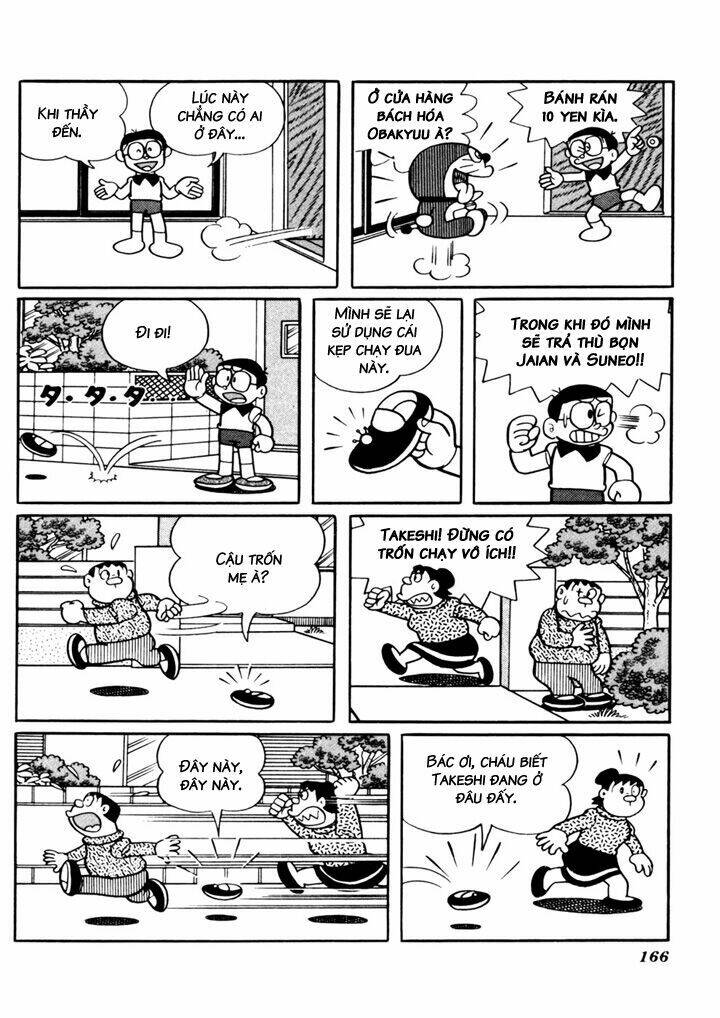 BÁNH RÁN
10 YEN KÌA.
Ở CỬA HÀNG
BÁCH HÓA
OBAKYUU À?
LÚC NÀY
CHẲNG CÓ AI
Ở ĐÂY...
KHI THẦY
ĐẾN.
TRONG KHI ĐÓ MÌNH
SẼ TRẢ THÙ BỌN
JAIAN VÀ SUNEO!!
MÌNH SẼ LẠI
SỬ DỤNG CÁI
KẸP CHẠY ĐUA
NÀY.
ĐI ĐI!
タ・タ・タ
TAKESHI! ĐỪNG CÓ
TRỐN CHẠY VÔ ÍCH!!
CẬU TRỐN
MẸ À?
BÁC ƠI, CHÁU BIẾT
TAKESHI ĐANG Ở
ĐÂU ĐẤY.
ĐÂY NÀY,
ĐÂY NÀY.
166